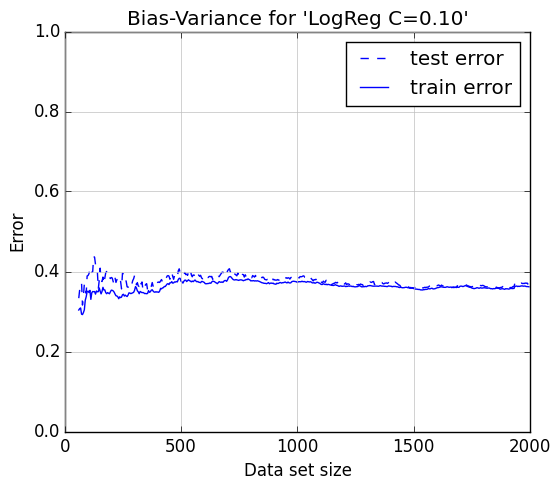 Bias-Variance for 'LogReg C=0.10'
1.0
test error
train error
0.8
0.6
Error
0.4
0.2
0.0
0 500 1000 1500 2000
Data set size